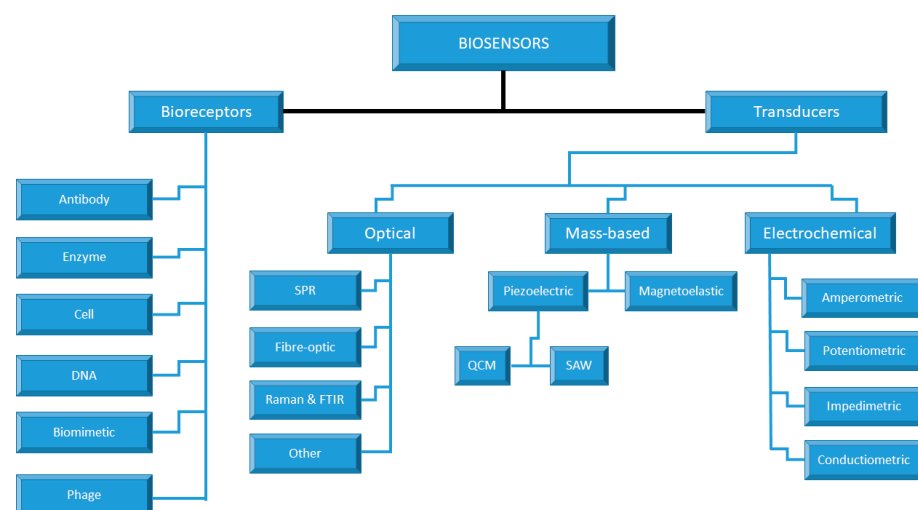 BIOSENSORS
Bioreceptors
Transducers
Antibody
Enzyme
Cell
DNA
Biomimetic
Phage
Optical
Mass-based
Electrochemical
SPR
Fibre-optic
Raman & FTIR
Other
Piezoelectric
Magnetoelastic
QCM
SAW
Amperometric
Potentiometric
Impedimetric
Conductiometric